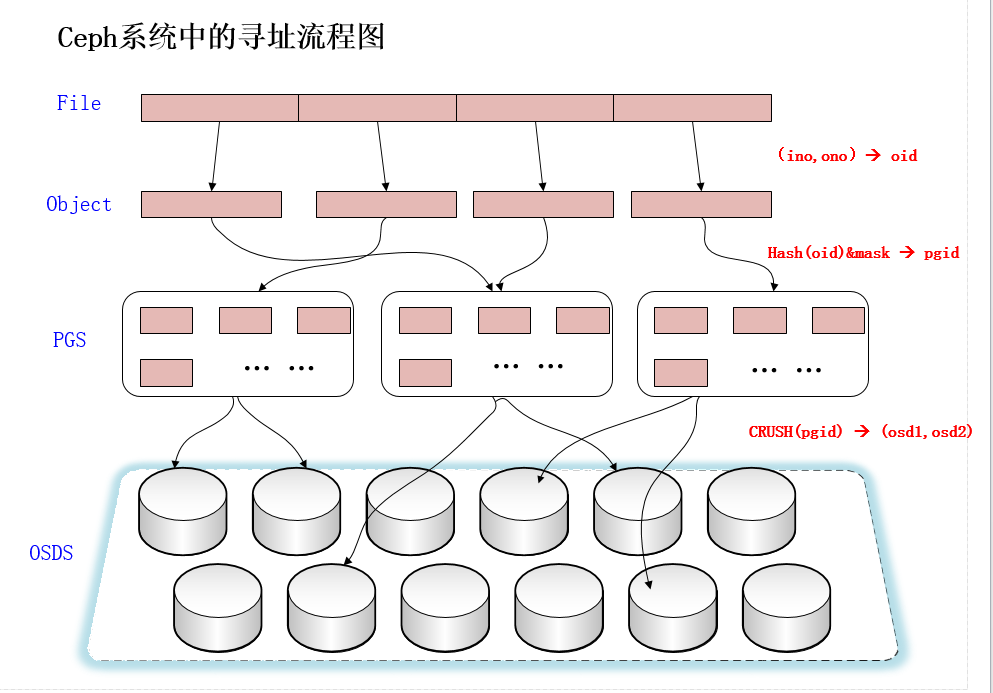 Ceph系统中的寻址流程图
File
(ino,ono) → oid
Object
Hash(oid)&mask → pgid
PGS
... ...
... ...
... ...
CRUSH(pgid) → (osd1,osd2)
OSDS